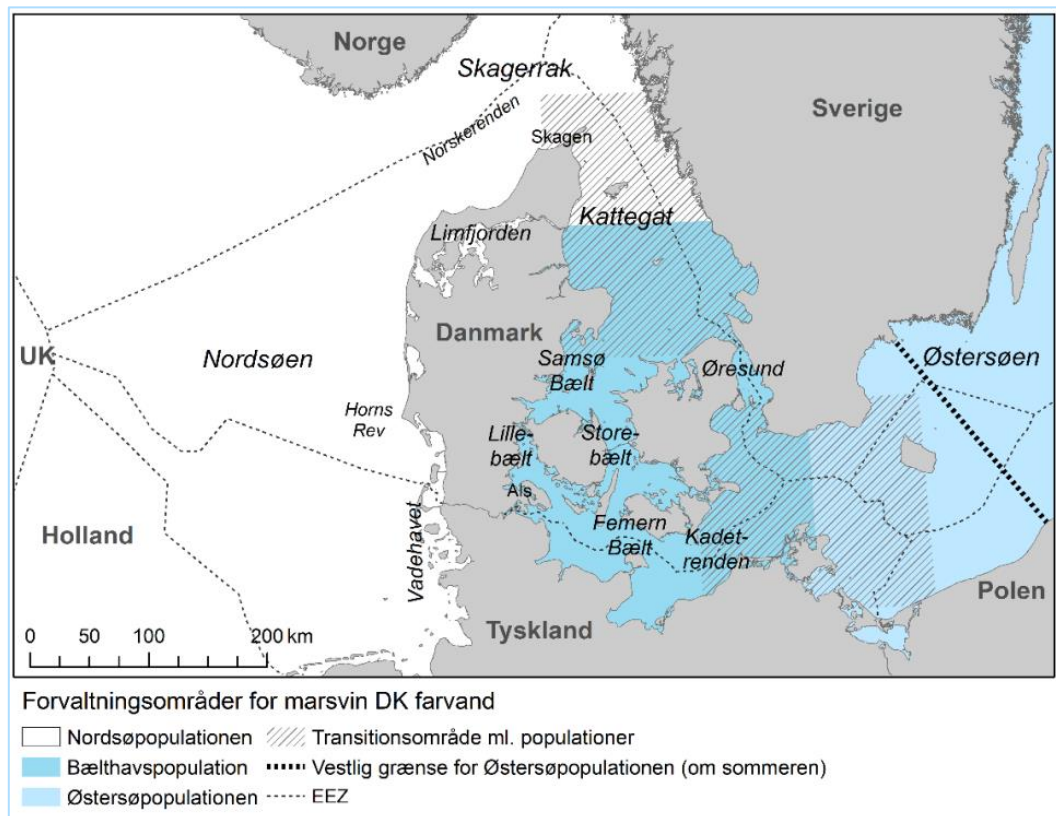 Norge
Skagerrak
Sverige
Norskerenden
Skagen
Kattegat
Limfjorden
Danmark
UK
Nordsøen
Samsø
Bælt
Øresund
Østersøen
Horns
Rev
Lille-
bælt
Store-
bælt
Als
Holland
Vadehavet
Femern
Bælt
Kadet-
renden
Polen
Tyskland
0 50 100 200 km
Forvaltningsområder for marsvin DK farvand
Nordsøpopulationen Transitionsområde ml. populationer
Bælthavspopulation Vestlig grænse for Østersøpopulationen (om sommeren)
Østersøpopulationen EEZ